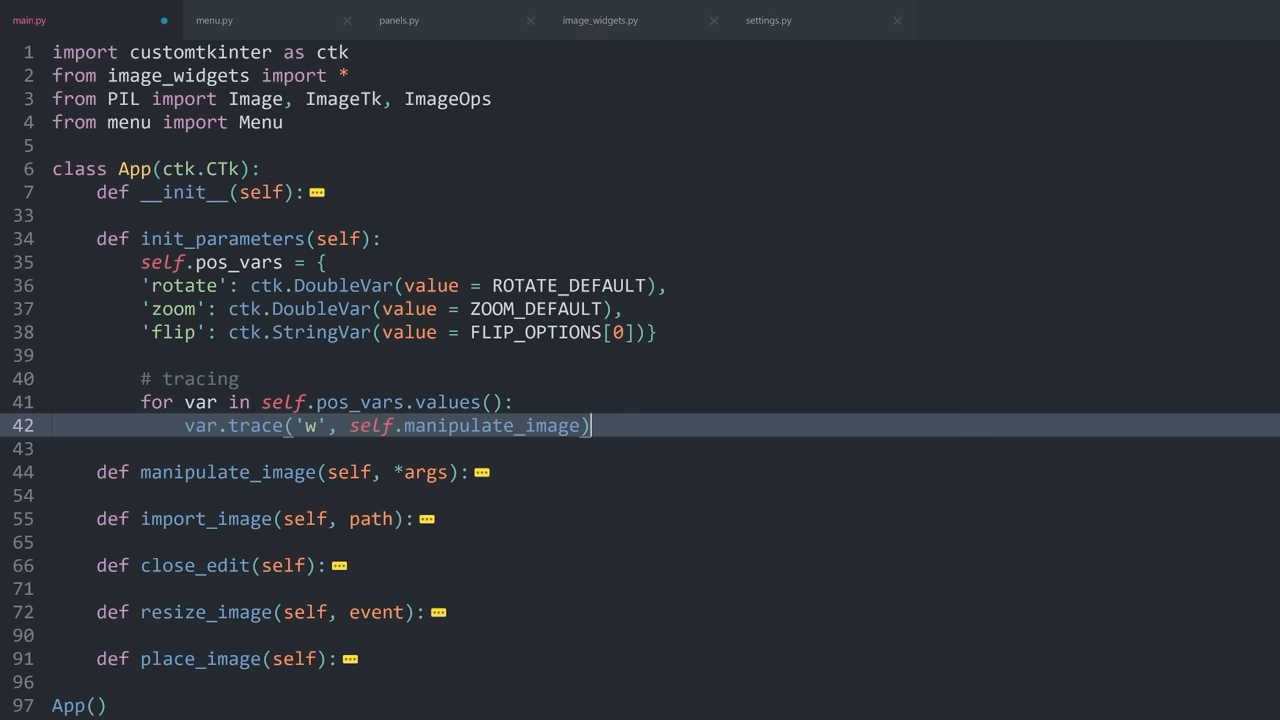 main.py menu.py panels.py image_widgets.py settings.py
1 import customtkinter as ctk
2 from image_widgets import *
3 from PIL import Image, ImageTk, ImageOps
4 from menu import Menu
5
6 class App(ctk.CTk):
7     def __init__(self):
33
34     def init_parameters(self):
35         self.pos_vars = {
36         'rotate': ctk.DoubleVar(value = ROTATE_DEFAULT),
37         'zoom': ctk.DoubleVar(value = ZOOM_DEFAULT),
38         'flip': ctk.StringVar(value = FLIP_OPTIONS[0])}
39
40         # tracing
41         for var in self.pos_vars.values():
42             var.trace('w', self.manipulate_image)
43
44     def manipulate_image(self, *args):
54
55     def import_image(self, path):
65
66     def close_edit(self):
71
72     def resize_image(self, event):
90
91     def place_image(self):
96
97 App()